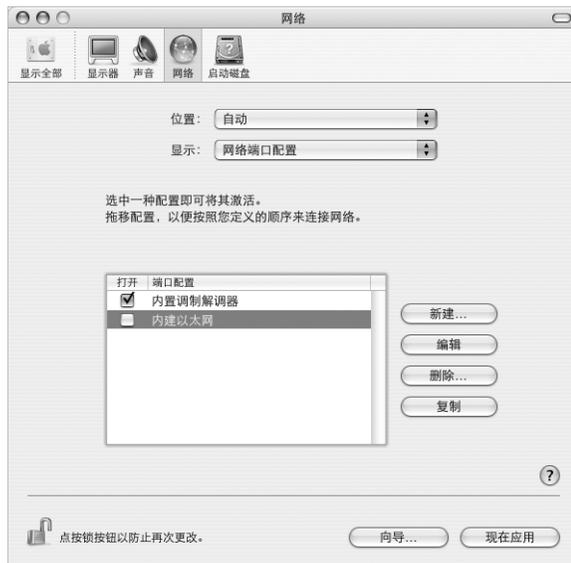 网络
显示全部
显示器
声音
网络
启动磁盘
位置：
自动
显示：
网络端口配置
选中一种配置即可将其激活。
拖移配置，以便按照您定义的顺序来连接网络。
打开
端口配置
内置调制解调器
内建以太网
新建...
编辑
删除...
复制
?
点按锁按钮以防止再次更改。
向导...
现在应用